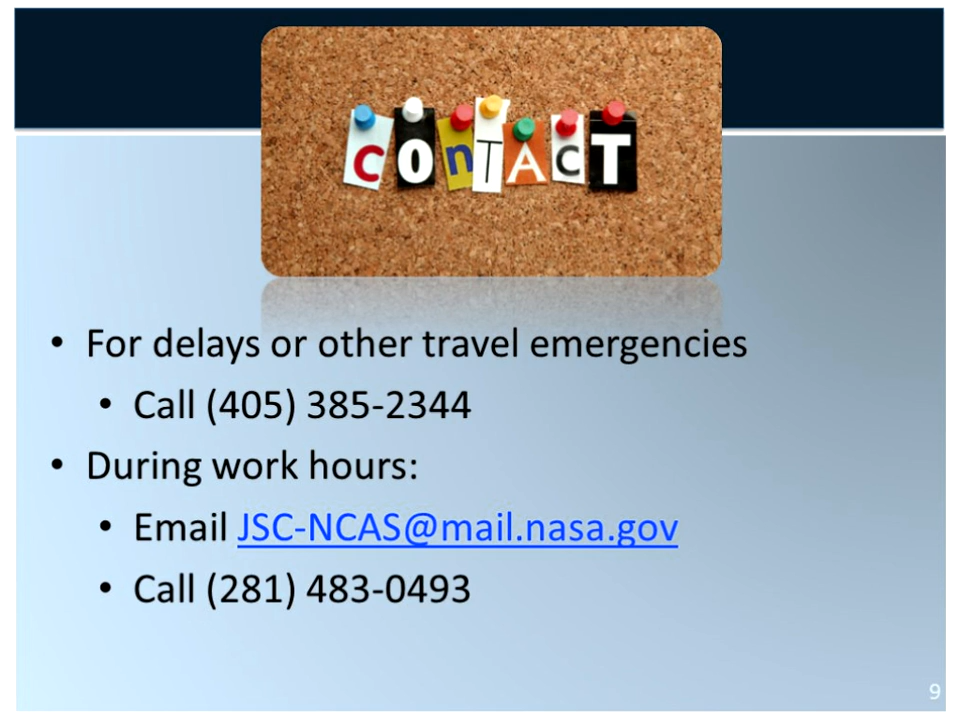 conTAcT
• For delays or other travel emergencies
• Call (405) 385-2344
• During work hours:
• Email JSC-NCAS@mail.nasa.gov
• Call (281) 483-0493
9